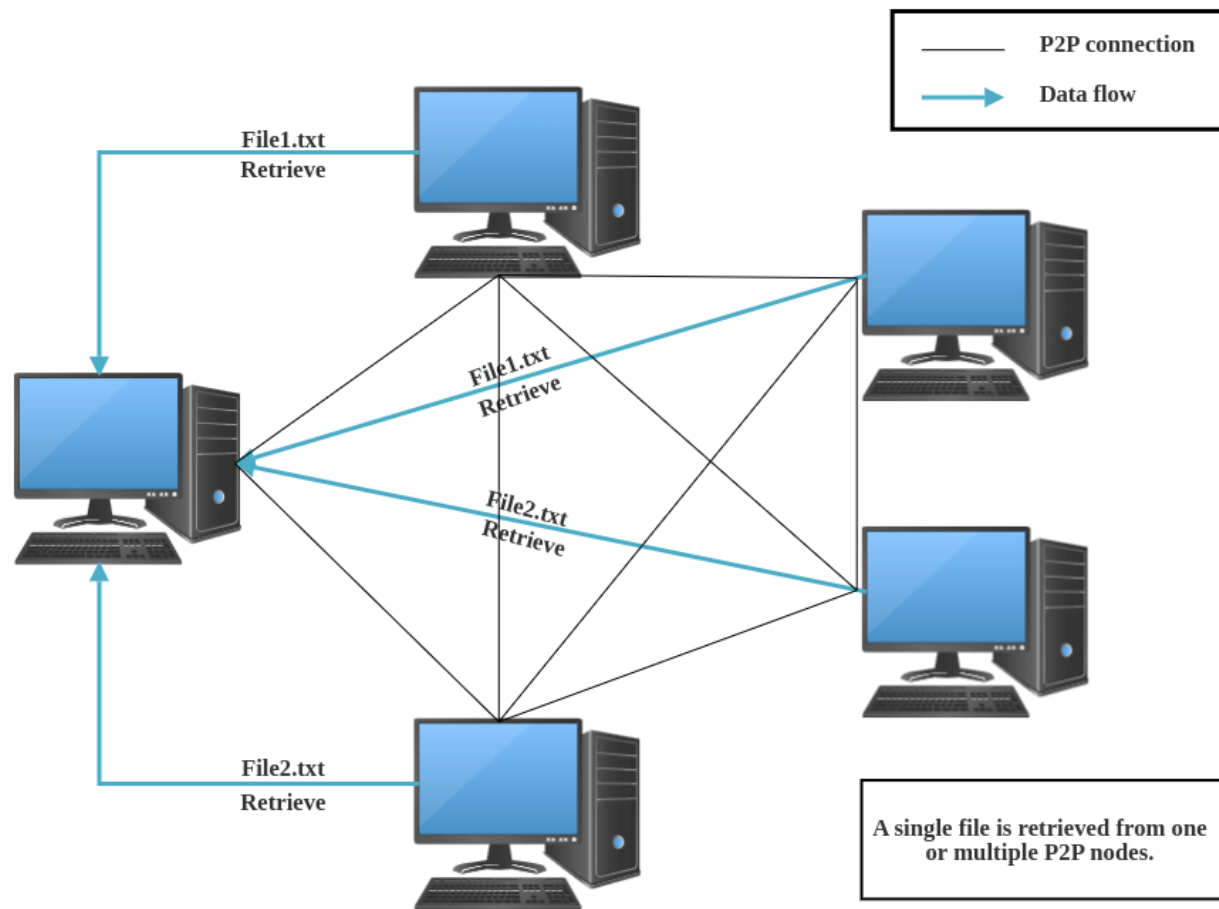 P2P connection
Data flow
File1.txt
Retrieve
File1.txt
Retrieve
File2.txt
Retrieve
File2.txt
Retrieve
A single file is retrieved from one
or multiple P2P nodes.